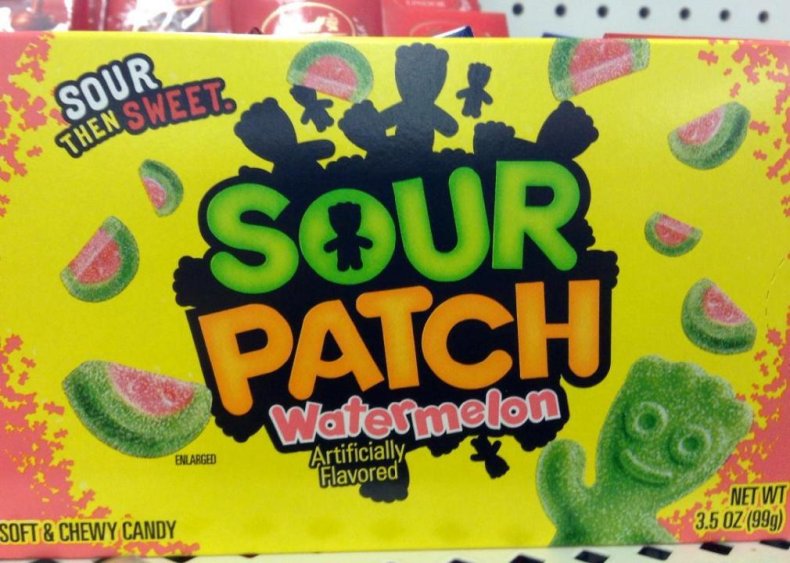 SOUR
THEN SWEET.
SOUR
PATCH
Watermelon
Artificially
Flavored
ENLARGED
SOFT & CHEWY CANDY
NET WT
3.5 OZ (99g)